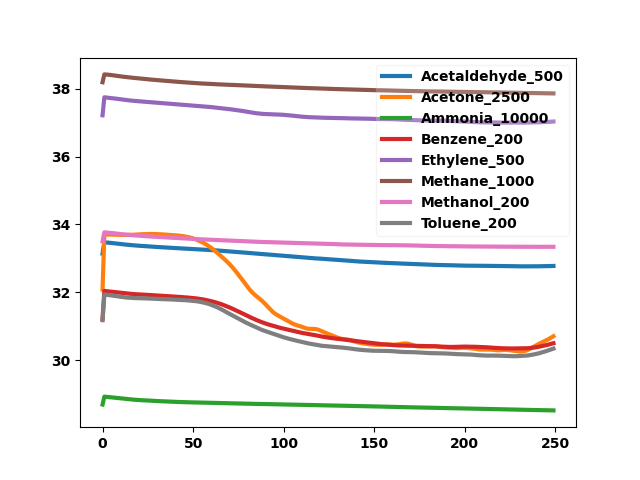 38
36
34
32
30
0 50 100 150 200 250
Acetaldehyde_500
Acetone_2500
Ammonia_10000
Benzene_200
Ethylene_500
Methane_1000
Methanol_200
Toluene_200